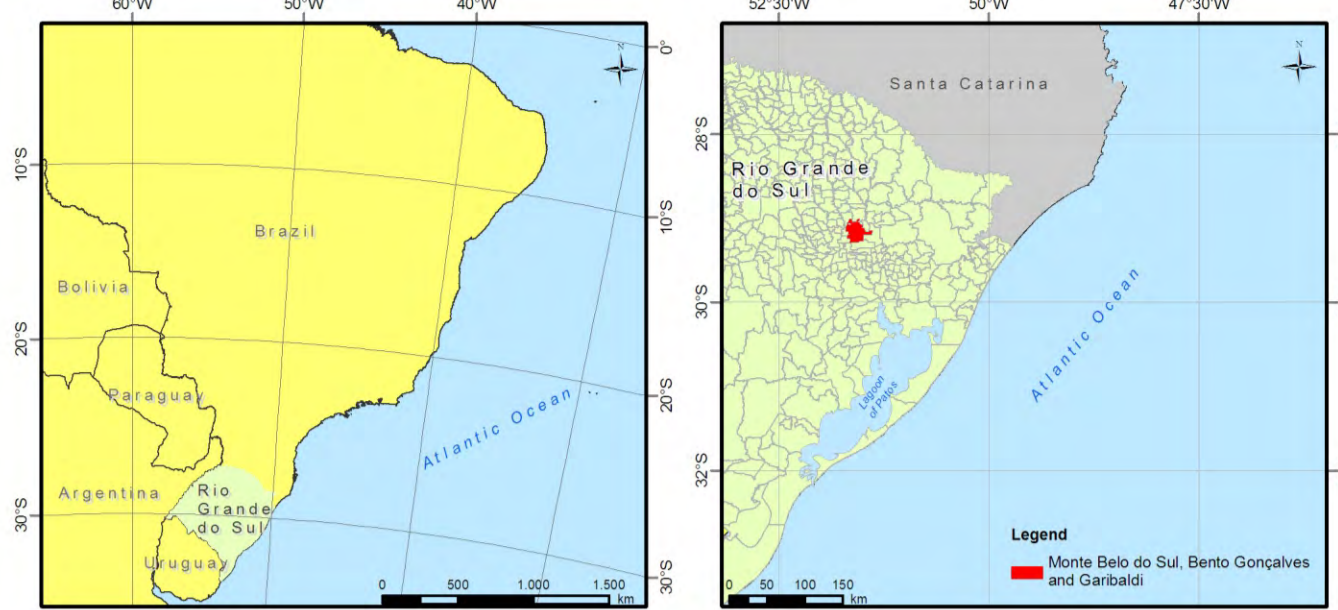 60°W
50°W
40°W
0°
N
10°S
Brazil
10°S
Bolivia
20°S
Paraguay
20°S
Atlantic Ocean
Argentina
Rio
Grande
do Sul
30°S
Uruguay
30°S
0
500
1.000
1.500
km
52°30'W
50°W
47°30'W
N
Santa Catarina
28°S
Rio Grande
do Sul
30°S
Atlantic Ocean
Lagoon
of Patos
32°S
Legend
Monte Belo do Sul, Bento Gonçalves
and Garibaldi
0
50
100
150
km